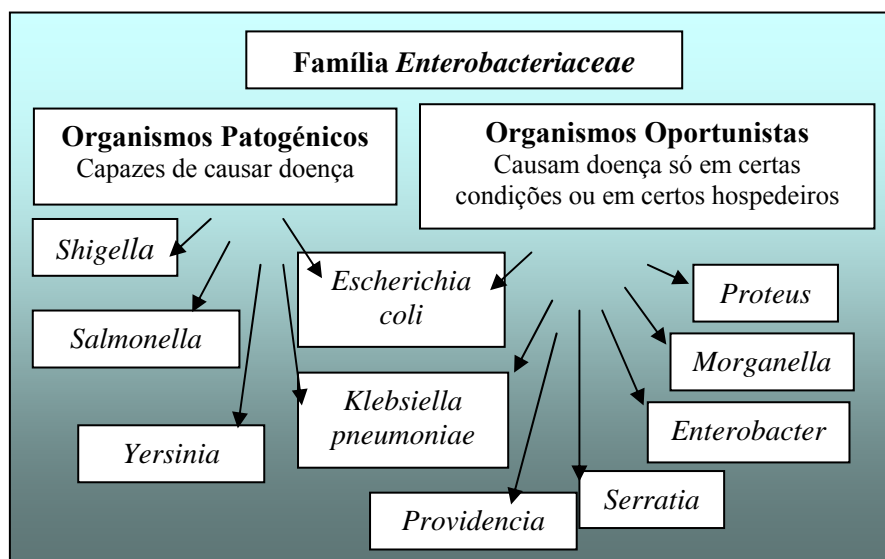 Família Enterobacteriaceae
Organismos Patogénicos
Capazes de causar doença
Organismos Oportunistas
Causam doença só em certas
condições ou em certos hospedeiros
Shigella
Salmonella
Yersinia
Escherichia
coli
Klebsiella
pneumoniae
Providencia
Serratia
Proteus
Morganella
Enterobacter